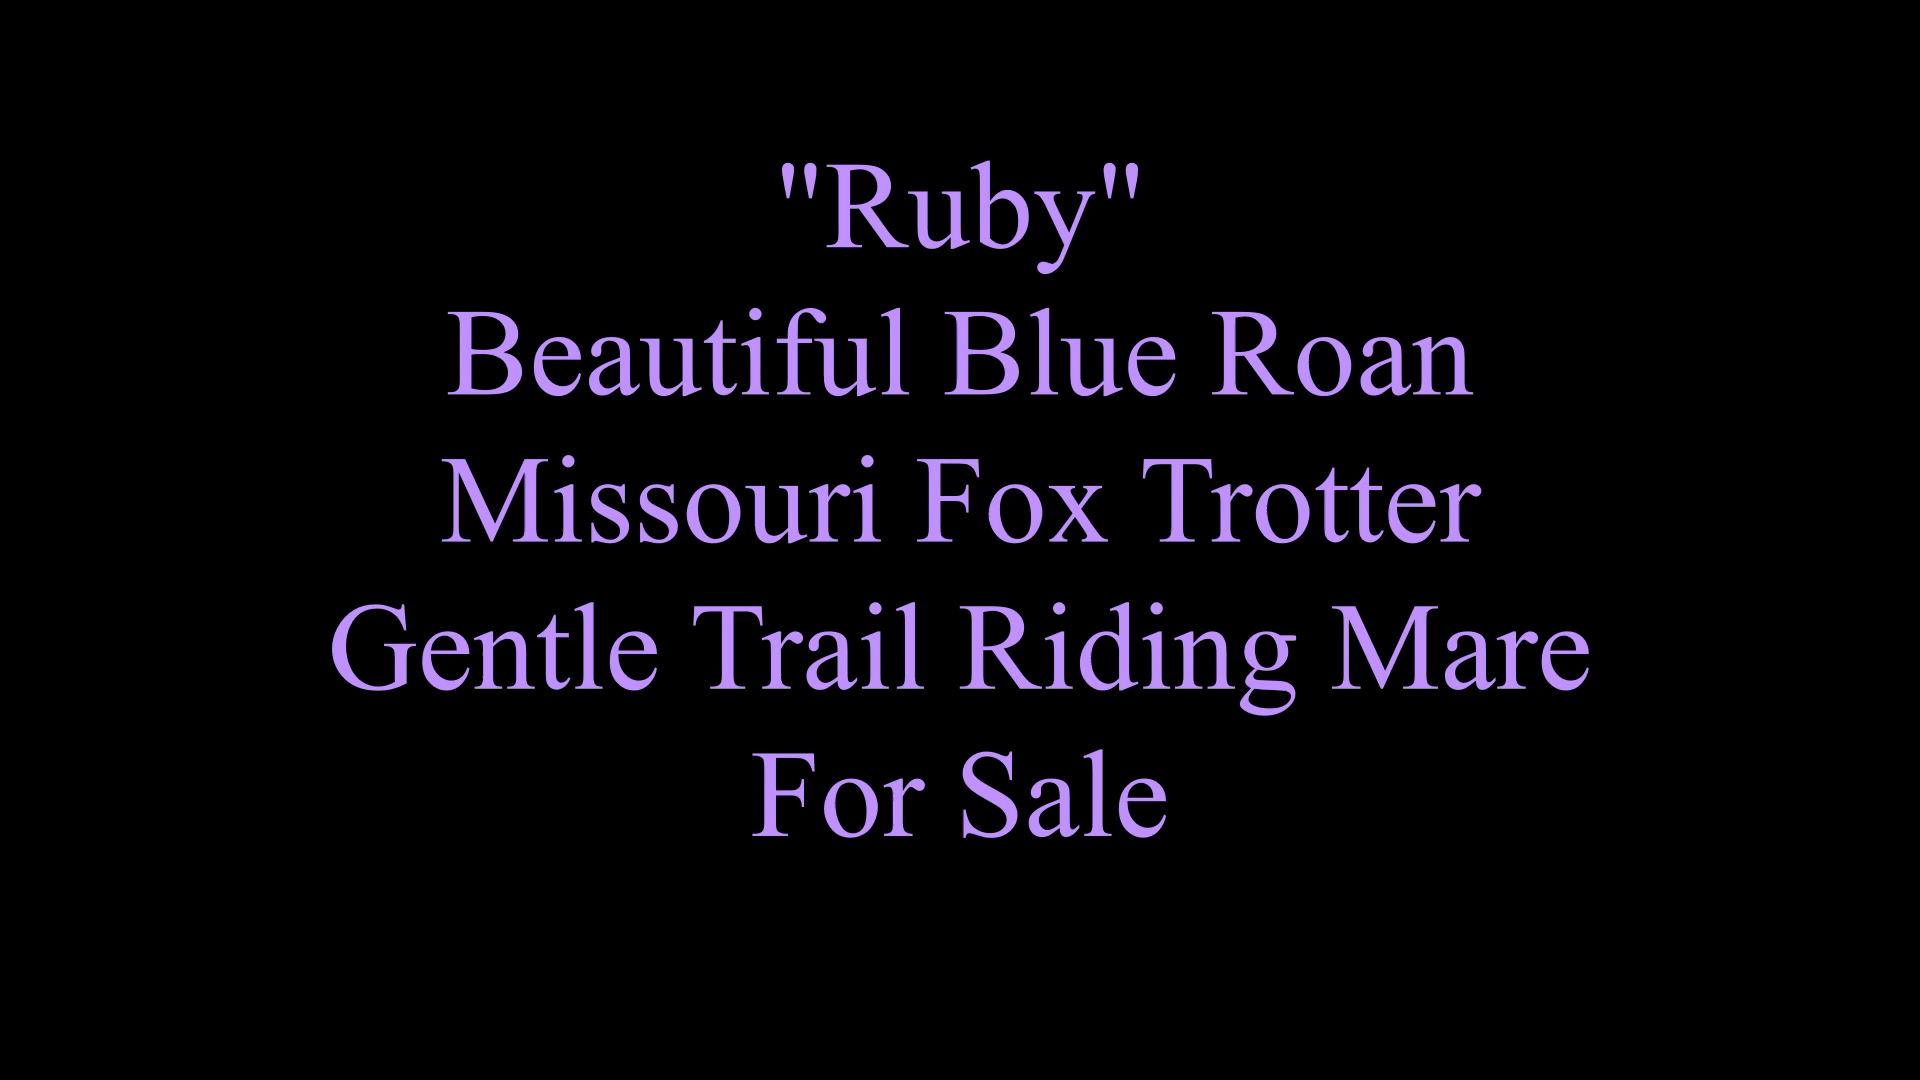 "Ruby"
Beautiful Blue Roan
Missouri Fox Trotter
Gentle Trail Riding Mare
For Sale